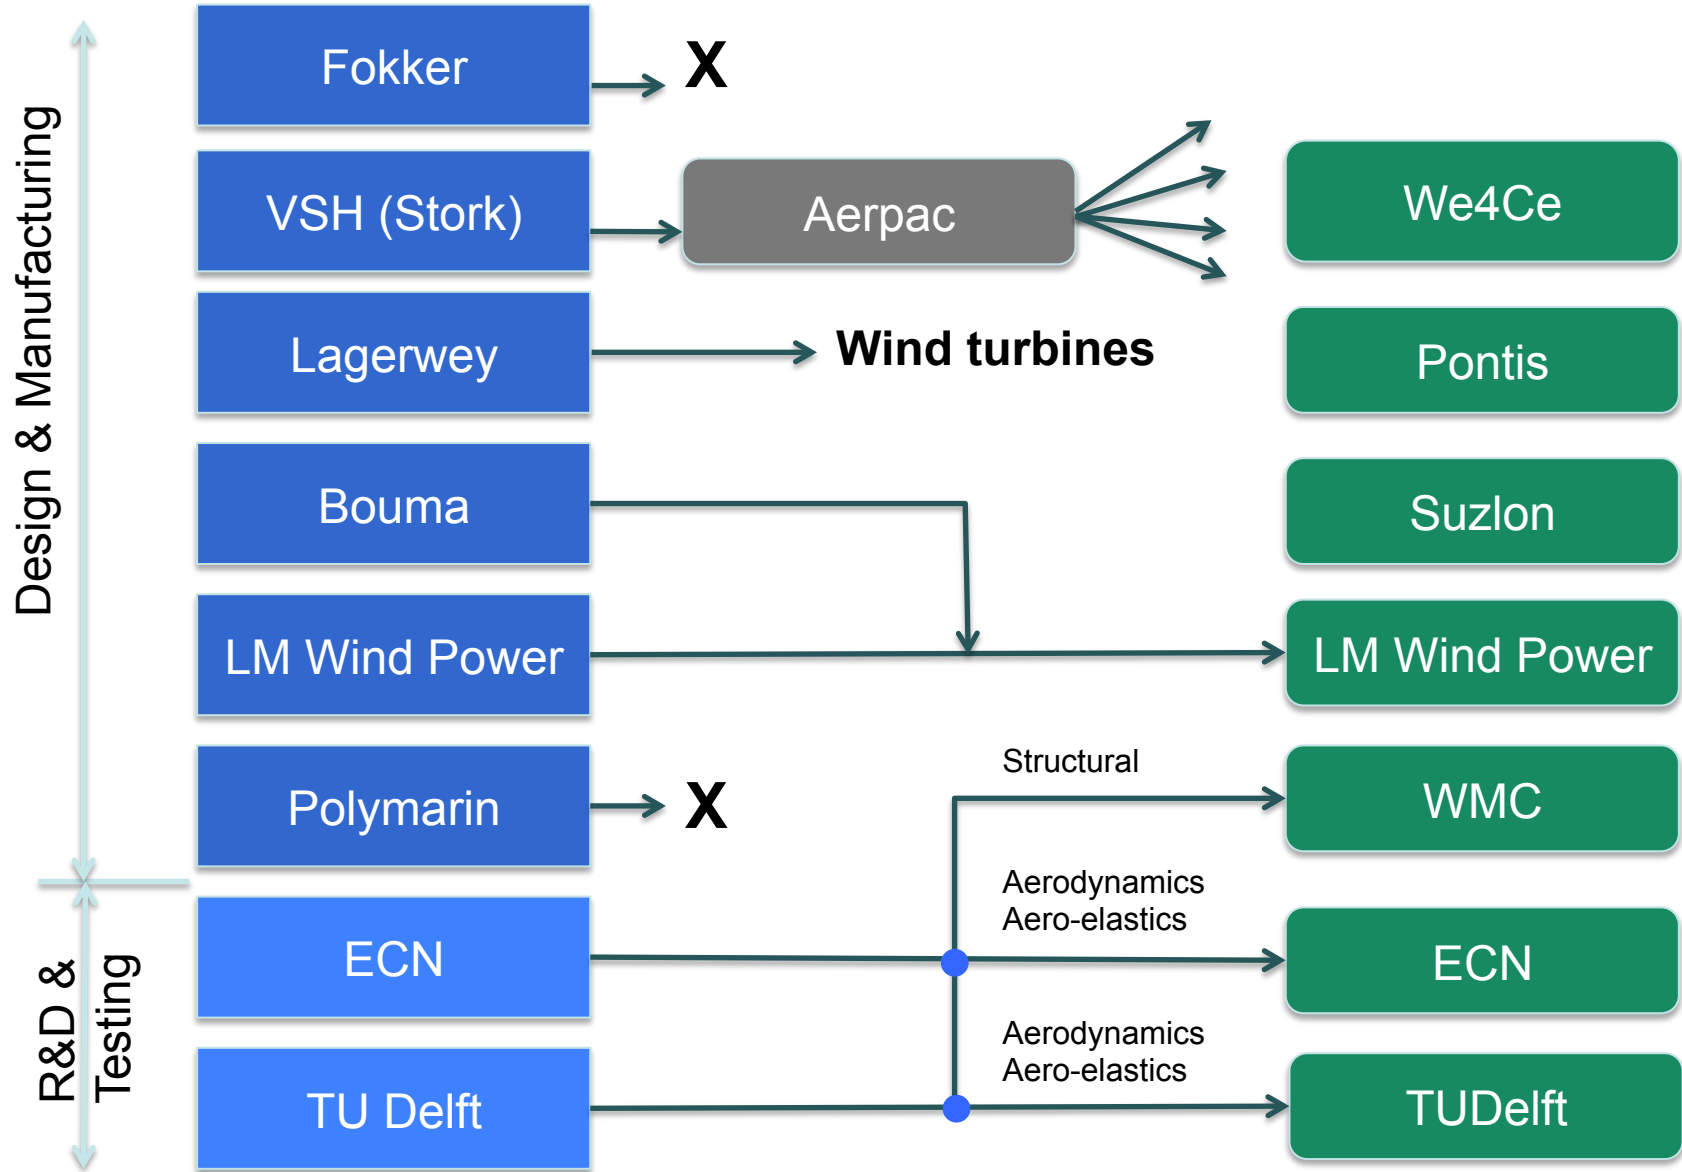 Design & Manufacturing
R&D &
Testing
Fokker
X
VSH (Stork)
Aerpac
We4Ce
Lagerwey
Wind turbines
Pontis
Bouma
Suzlon
LM Wind Power
LM Wind Power
Polymarin
X
Structural
WMC
ECN
Aerodynamics
Aero-elastics
ECN
TU Delft
Aerodynamics
Aero-elastics
TUDelft